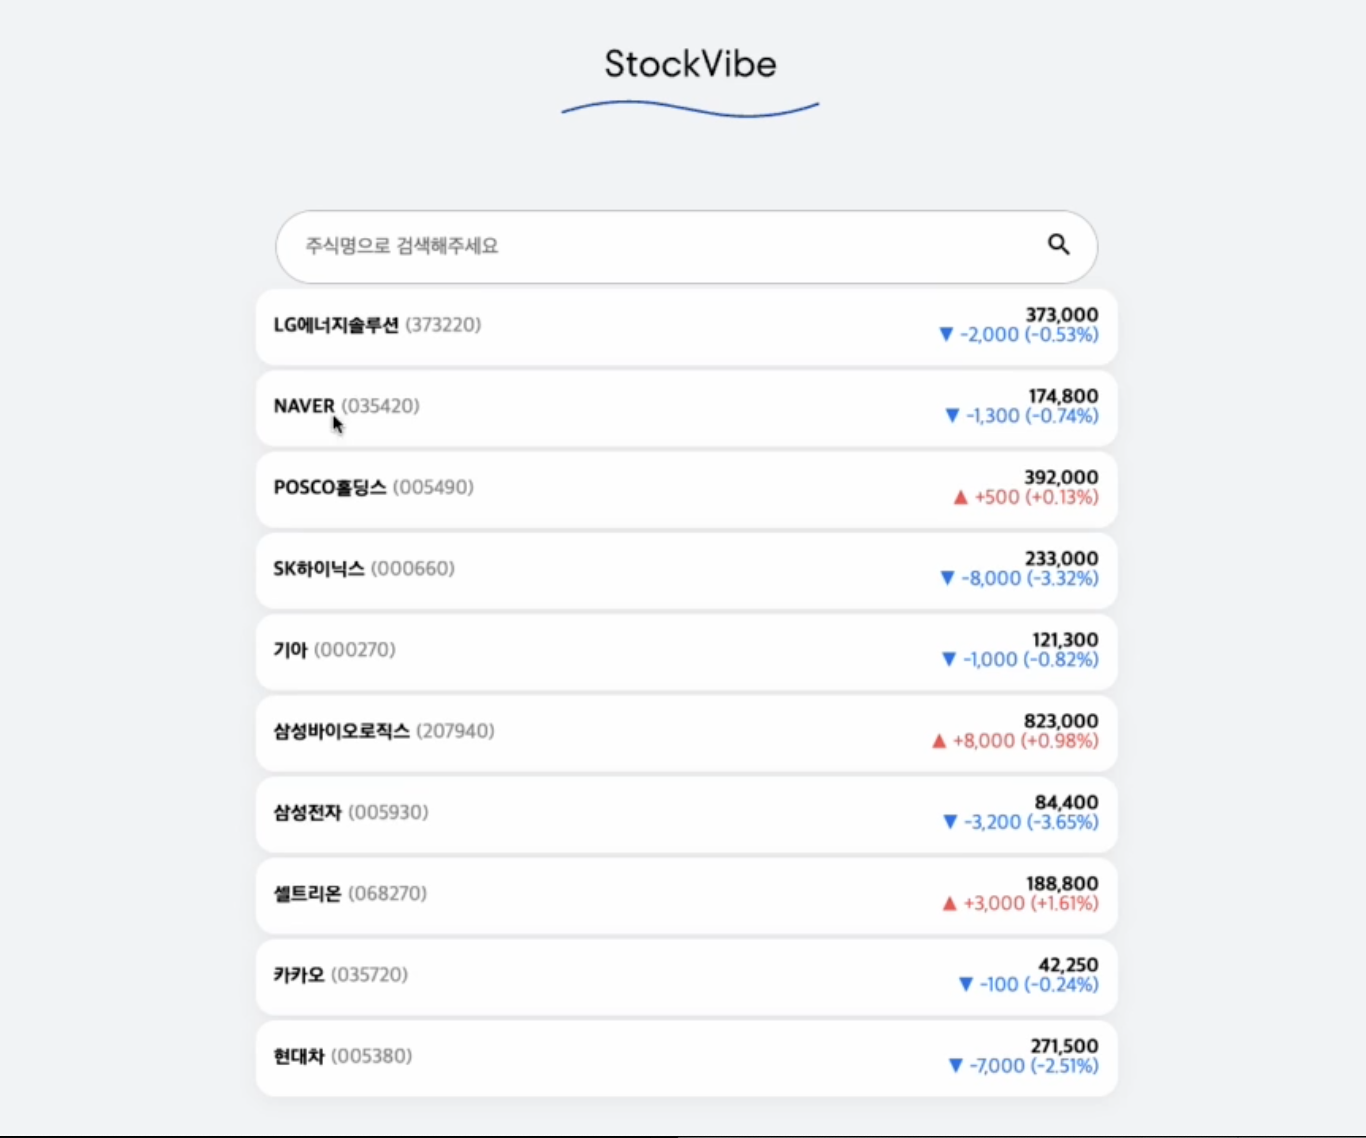 StockVibe
주식명으로 검색해주세요
LG에너지솔루션 (373220)
373,000
▼ -2,000 (-0.53%)
NAVER (035420)
174,800
▼ -1,300 (-0.74%)
POSCO홀딩스 (005490)
392,000
▲ +500 (+0.13%)
SK하이닉스 (000660)
233,000
▼ -8,000 (-3.32%)
기아 (000270)
121,300
▼ -1,000 (-0.82%)
삼성바이오로직스 (207940)
823,000
▲ +8,000 (+0.98%)
삼성전자 (005930)
84,400
▼ -3,200 (-3.65%)
셀트리온 (068270)
188,800
▲ +3,000 (+1.61%)
카카오 (035720)
42,250
▼ -100 (-0.24%)
현대차 (005380)
271,500
▼ -7,000 (-2.51%)